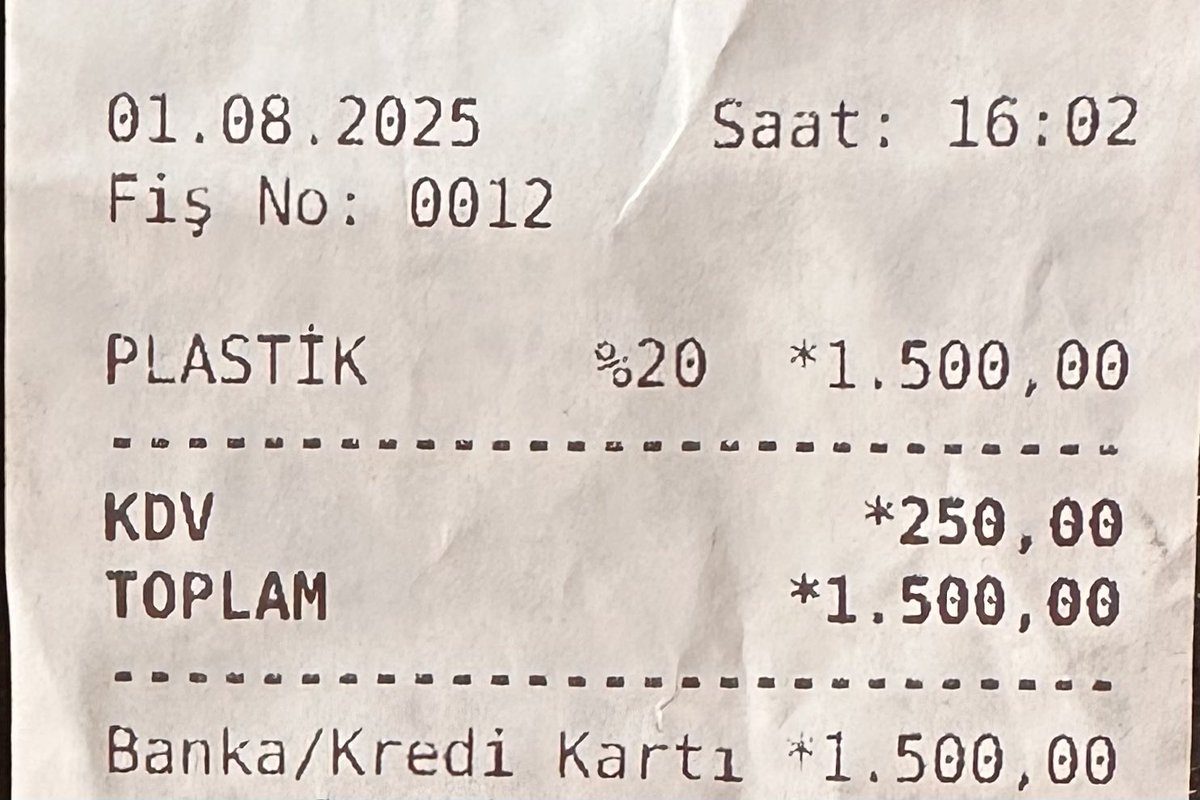 01.08.2025 Saat: 16:02
Fiş No: 0012
PLASTİK %20 *1.500,00
--------------------------
KDV *250,00
TOPLAM *1.500,00
--------------------------
Banka/Kredi Kartı *1.500,00